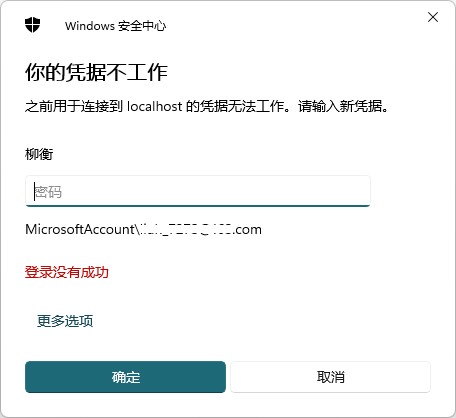 Windows 安全中心
你的凭据不工作
之前用于连接到 localhost 的凭据无法工作。请输入新凭据。
柳衡
密码
MicrosoftAccount\
.com
登录没有成功
更多选项
确定
取消